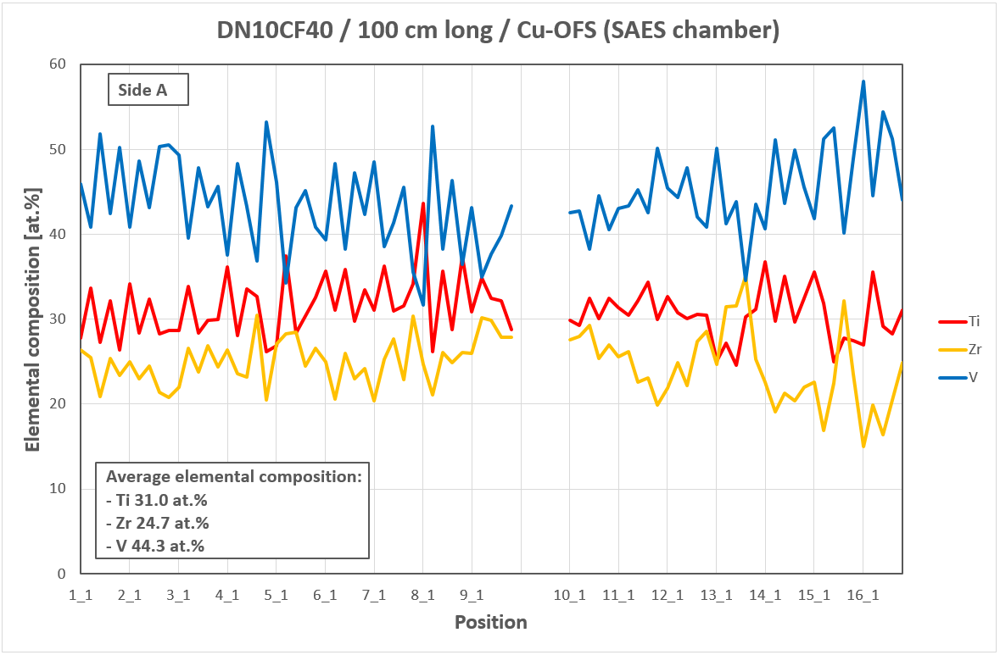 DN10CF40 / 100 cm long / Cu-OFS (SAES chamber)
60
50
40
30
20
10
0
Elemental composition [at.%]
Side A
Average elemental composition:
- Ti 31.0 at.%
- Zr 24.7 at.%
- V 44.3 at.%
Ti
Zr
V
1_1 2_1 3_1 4_1 5_1 6_1 7_1 8_1 9_1 10_1 11_1 12_1 13_1 14_1 15_1 16_1
Position